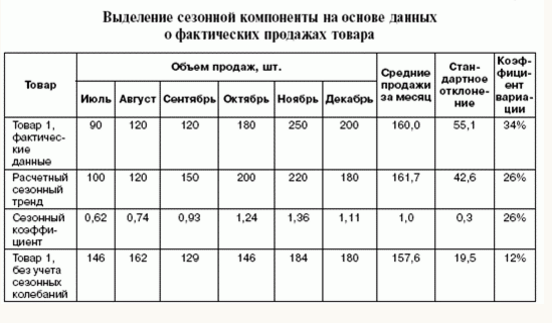 Выделение сезонной компоненты на основе данных
о фактических продажах товара
Товар
Объем продаж, шт.
Июль Август Сентябрь Октябрь Ноябрь Декабрь
Средние
продажи
за месяц
Стан-
дартное
отклоне-
ние
Коэф-
фици-
ент
вариа-
ции
Товар 1,
фактичес-
кие
данные
90 120 120 180 250 200 160,0 55,1 34%
Расчетный
сезонный
тренд
100 120 150 200 220 180 161,7 42,6 26%
Сезонный
коэффи-
циент
0,62 0,74 0,93 1,24 1,36 1,11 1,0 0,3 26%
Товар 1,
без учета
сезонных
колебаний
146 162 129 146 184 180 157,6 19,5 12%